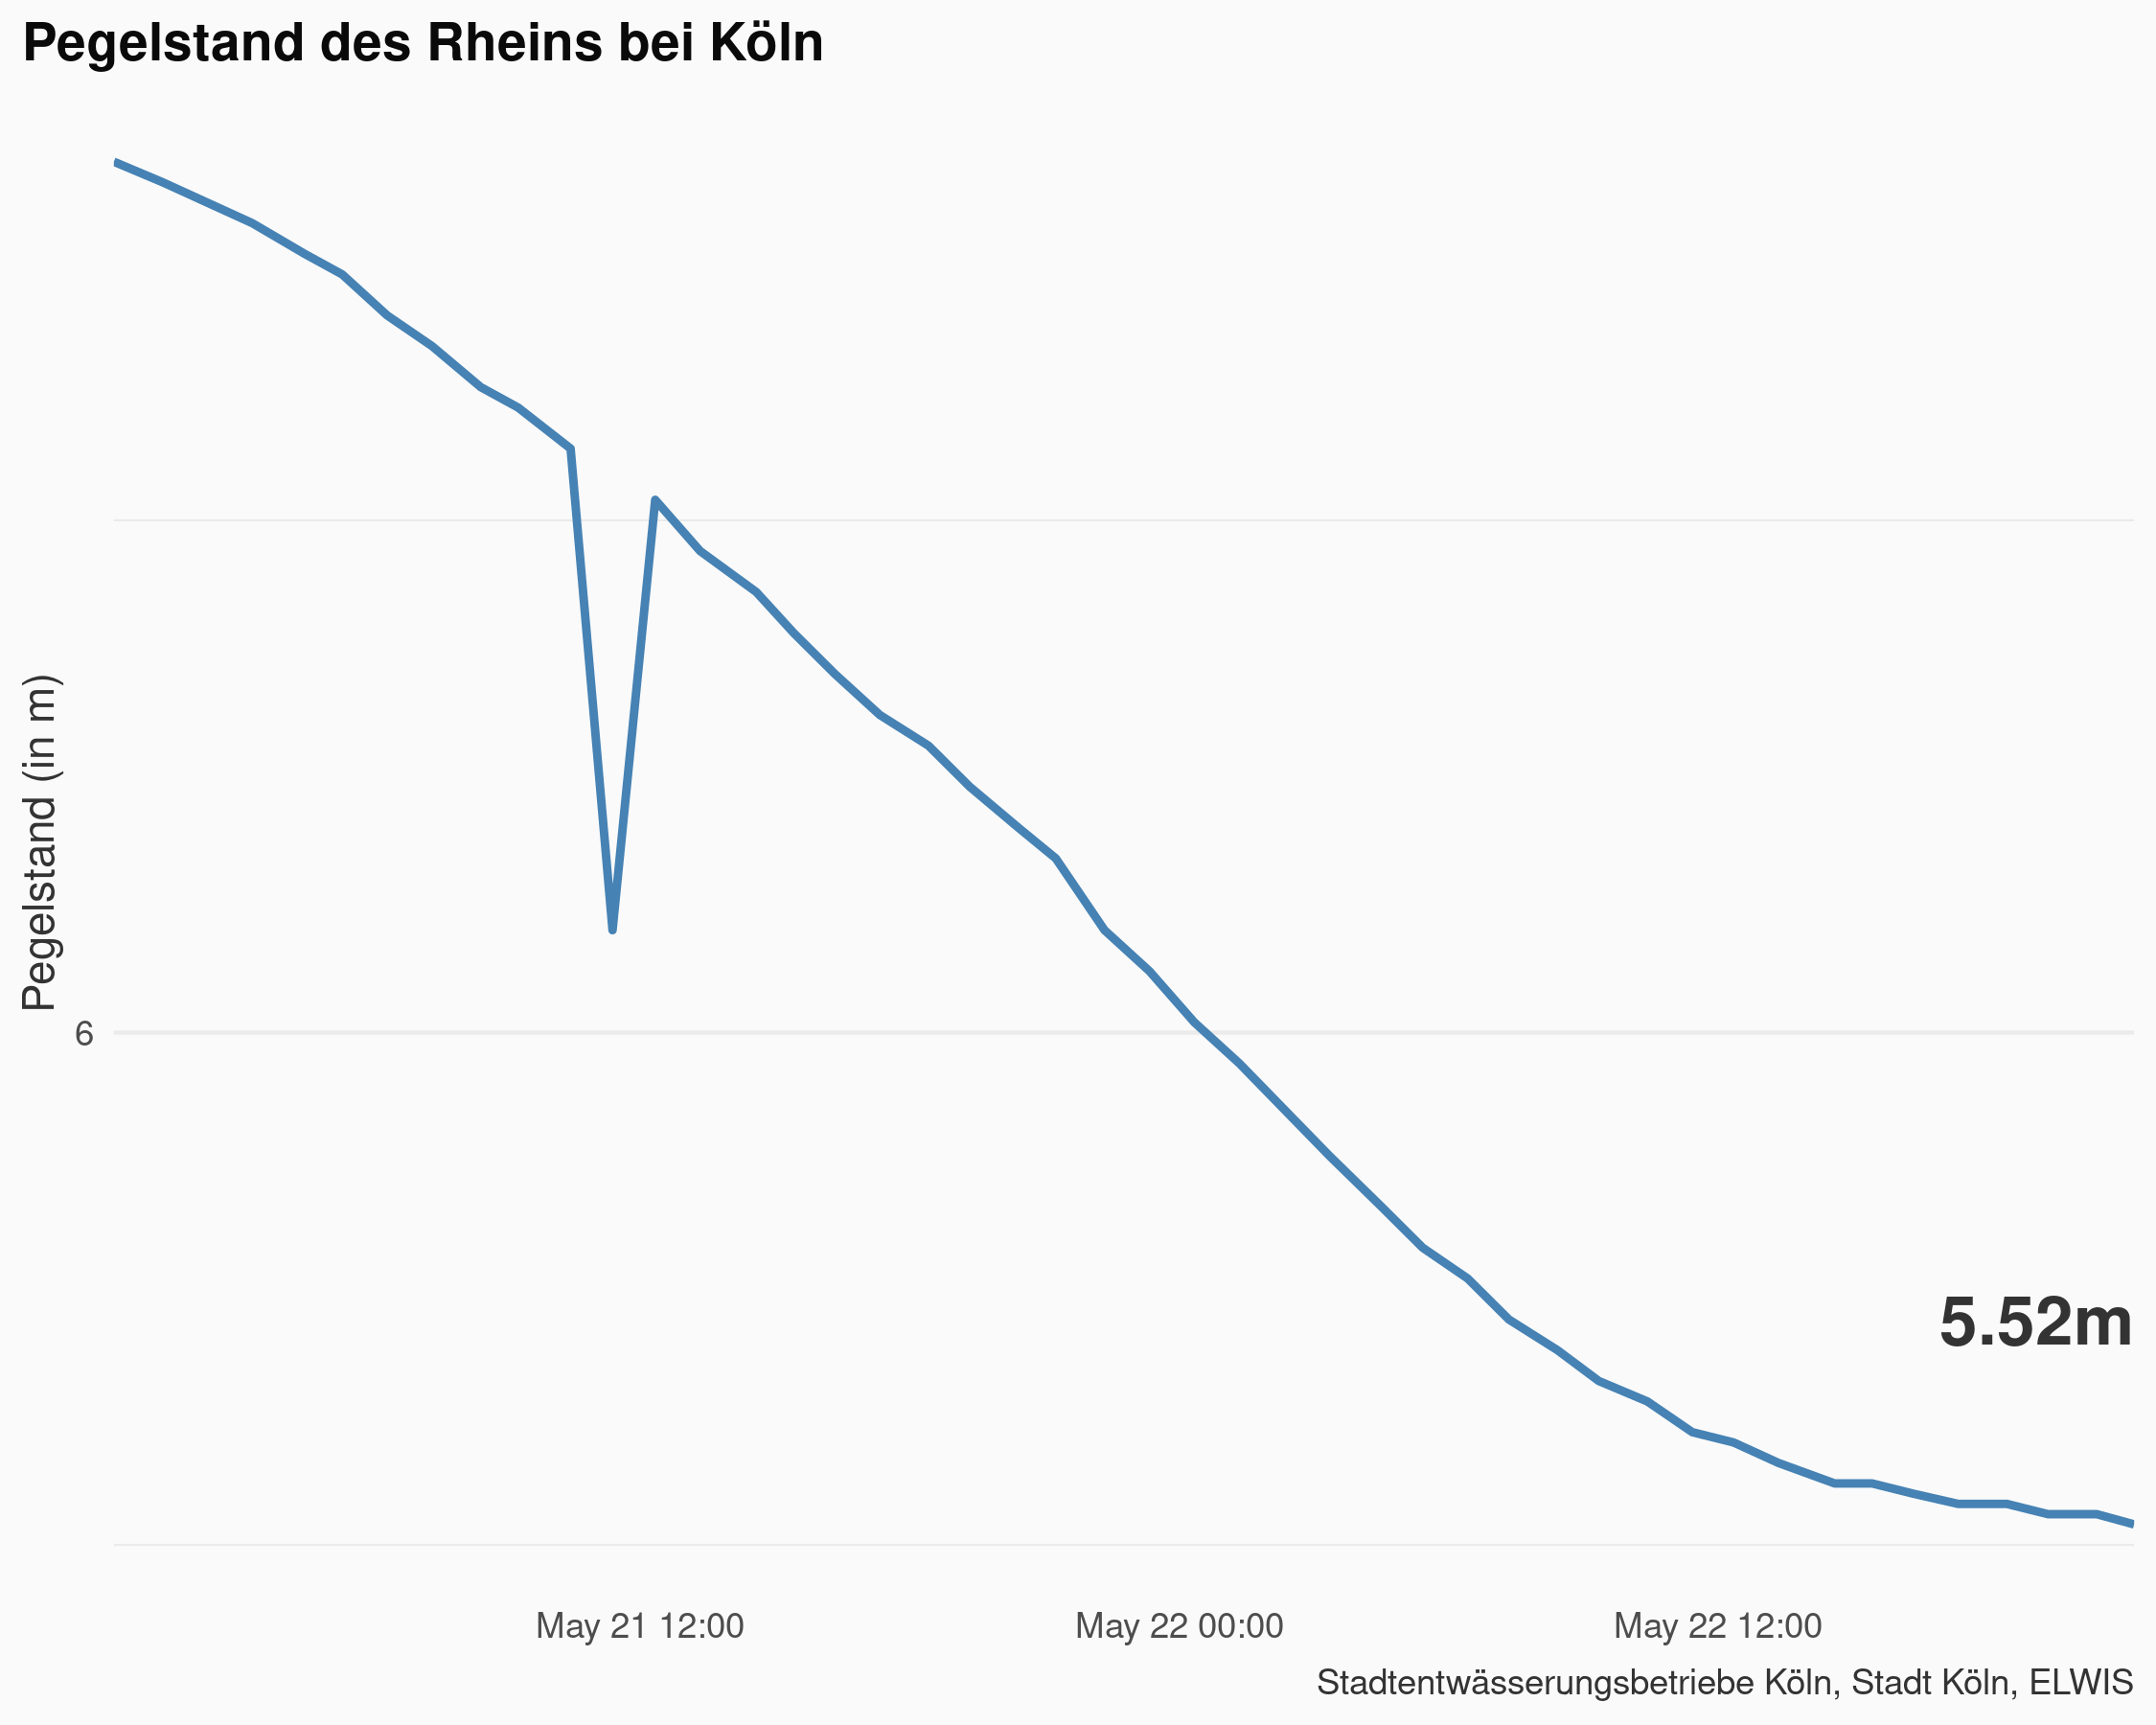 Pegelstand des Rheins bei Köln
Pegelstand (in m)
6
5.52m
May 21 12:00
May 22 00:00
May 22 12:00
Stadtentwässerungsbetriebe Köln, Stadt Köln, ELWIS